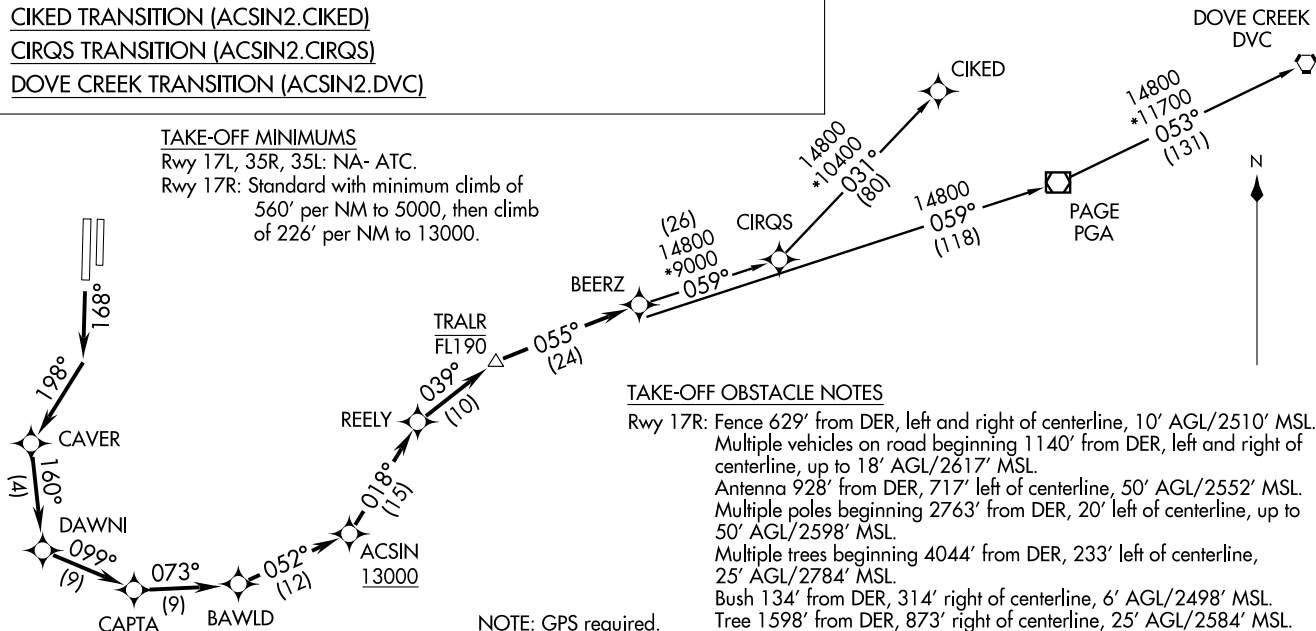 CIKED TRANSITION (ACSIN2.CIKED)
CIRQS TRANSITION (ACSIN2.CIRQS)
DOVE CREEK TRANSITION (ACSIN2.DVC)
DOVE CREEK
DVC
CIKED
14800
*11700
053°
(131)
14800
*10400
031°
(80)
TAKE-OFF MINIMUMS
Rwy 17L, 35R, 35L: NA- ATC.
Rwy 17R: Standard with minimum climb of
560' per NM to 5000, then climb
of 226' per NM to 13000.
N
14800
059°
(118)
PAGE
PGA
CIRQS
(26)
14800
*9000
059°
BEERZ
168°
TRALR
FL190
055°
(24)
198°
039°
(10)
REELY
CAVER
160°
(4)
018°
(15)
DAWNI
099°
(9)
ACSIN
13000
052°
(12)
073°
(9)
CAPTA
BAWLD
TAKE-OFF OBSTACLE NOTES
Rwy 17R: Fence 629' from DER, left and right of centerline, 10' AGL/2510' MSL.
Multiple vehicles on road beginning 1140' from DER, left and right of
centerline, up to 18' AGL/2617' MSL.
Antenna 928' from DER, 717' left of centerline, 50' AGL/2552' MSL.
Multiple poles beginning 2763' from DER, 20' left of centerline, up to
50' AGL/2598' MSL.
Multiple trees beginning 4044' from DER, 233' left of centerline,
25' AGL/2784' MSL.
Bush 134' from DER, 314' right of centerline, 6' AGL/2498' MSL.
Tree 1598' from DER, 873' right of centerline, 25' AGL/2584' MSL.
NOTE: GPS required.